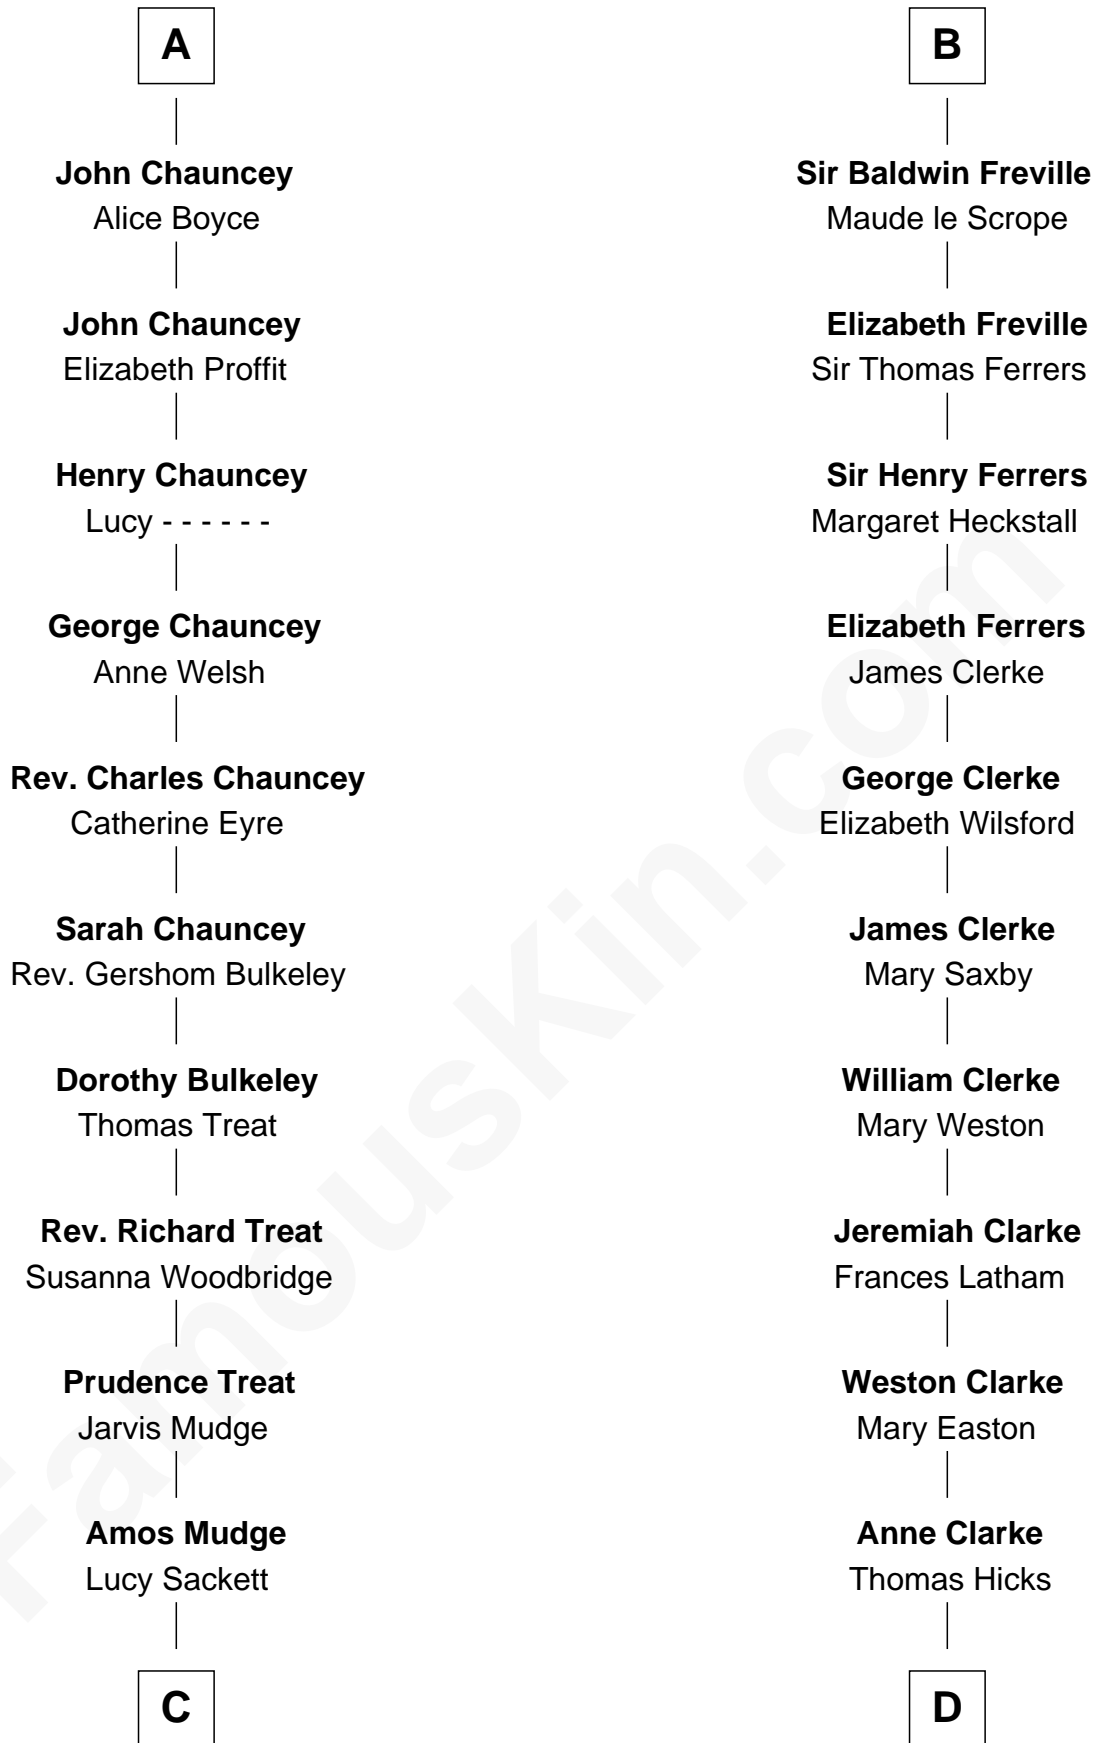 A
John Chauncey
Alice Boyce
John Chauncey
Elizabeth Proffit
Henry Chauncey
Lucy - - - - - -
George Chauncey
Anne Welsh
Rev. Charles Chauncey
Catherine Eyre
Sarah Chauncey
Rev. Gershom Bulkeley
Dorothy Bulkeley
Thomas Treat
Rev. Richard Treat
Susanna Woodbridge
Prudence Treat
Jarvis Mudge
Amos Mudge
Lucy Sackett
C
B
Sir Baldwin Freville
Maude le Scrope
Elizabeth Freville
Sir Thomas Ferrers
Sir Henry Ferrers
Margaret Heckstall
Elizabeth Ferrers
James Clerke
George Clerke
Elizabeth Wilsford
James Clerke
Mary Saxby
William Clerke
Mary Weston
Jeremiah Clarke
Frances Latham
Weston Clarke
Mary Easton
Anne Clarke
Thomas Hicks
D
FamousKin.com